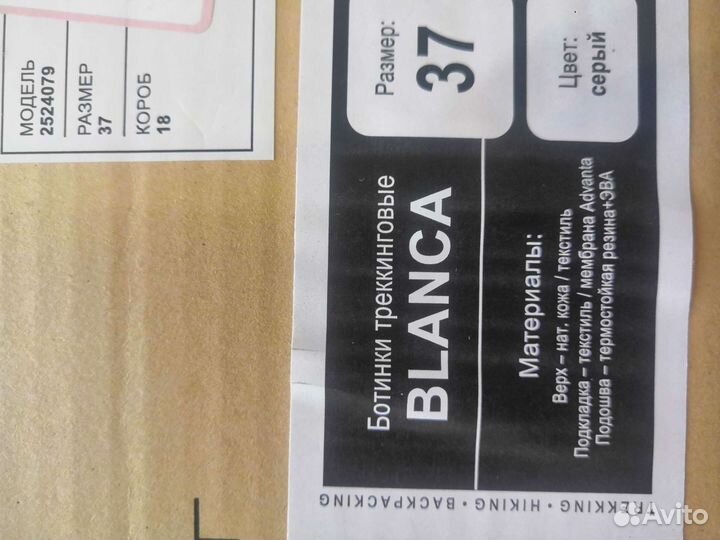 МОДЕЛЬ
2524079
РАЗМЕР
37
КОРОБ
18
Ботинки треккинговые
BLANCA
Размер:
37
Материалы:
Верх – нат. кожа / текстиль
Подкладка – текстиль / мембрана Advanta
Подошва – термостойкая резина+ЭВА
Цвет:
серый
TREKKING • HIKING • BACKPACKING
Avito